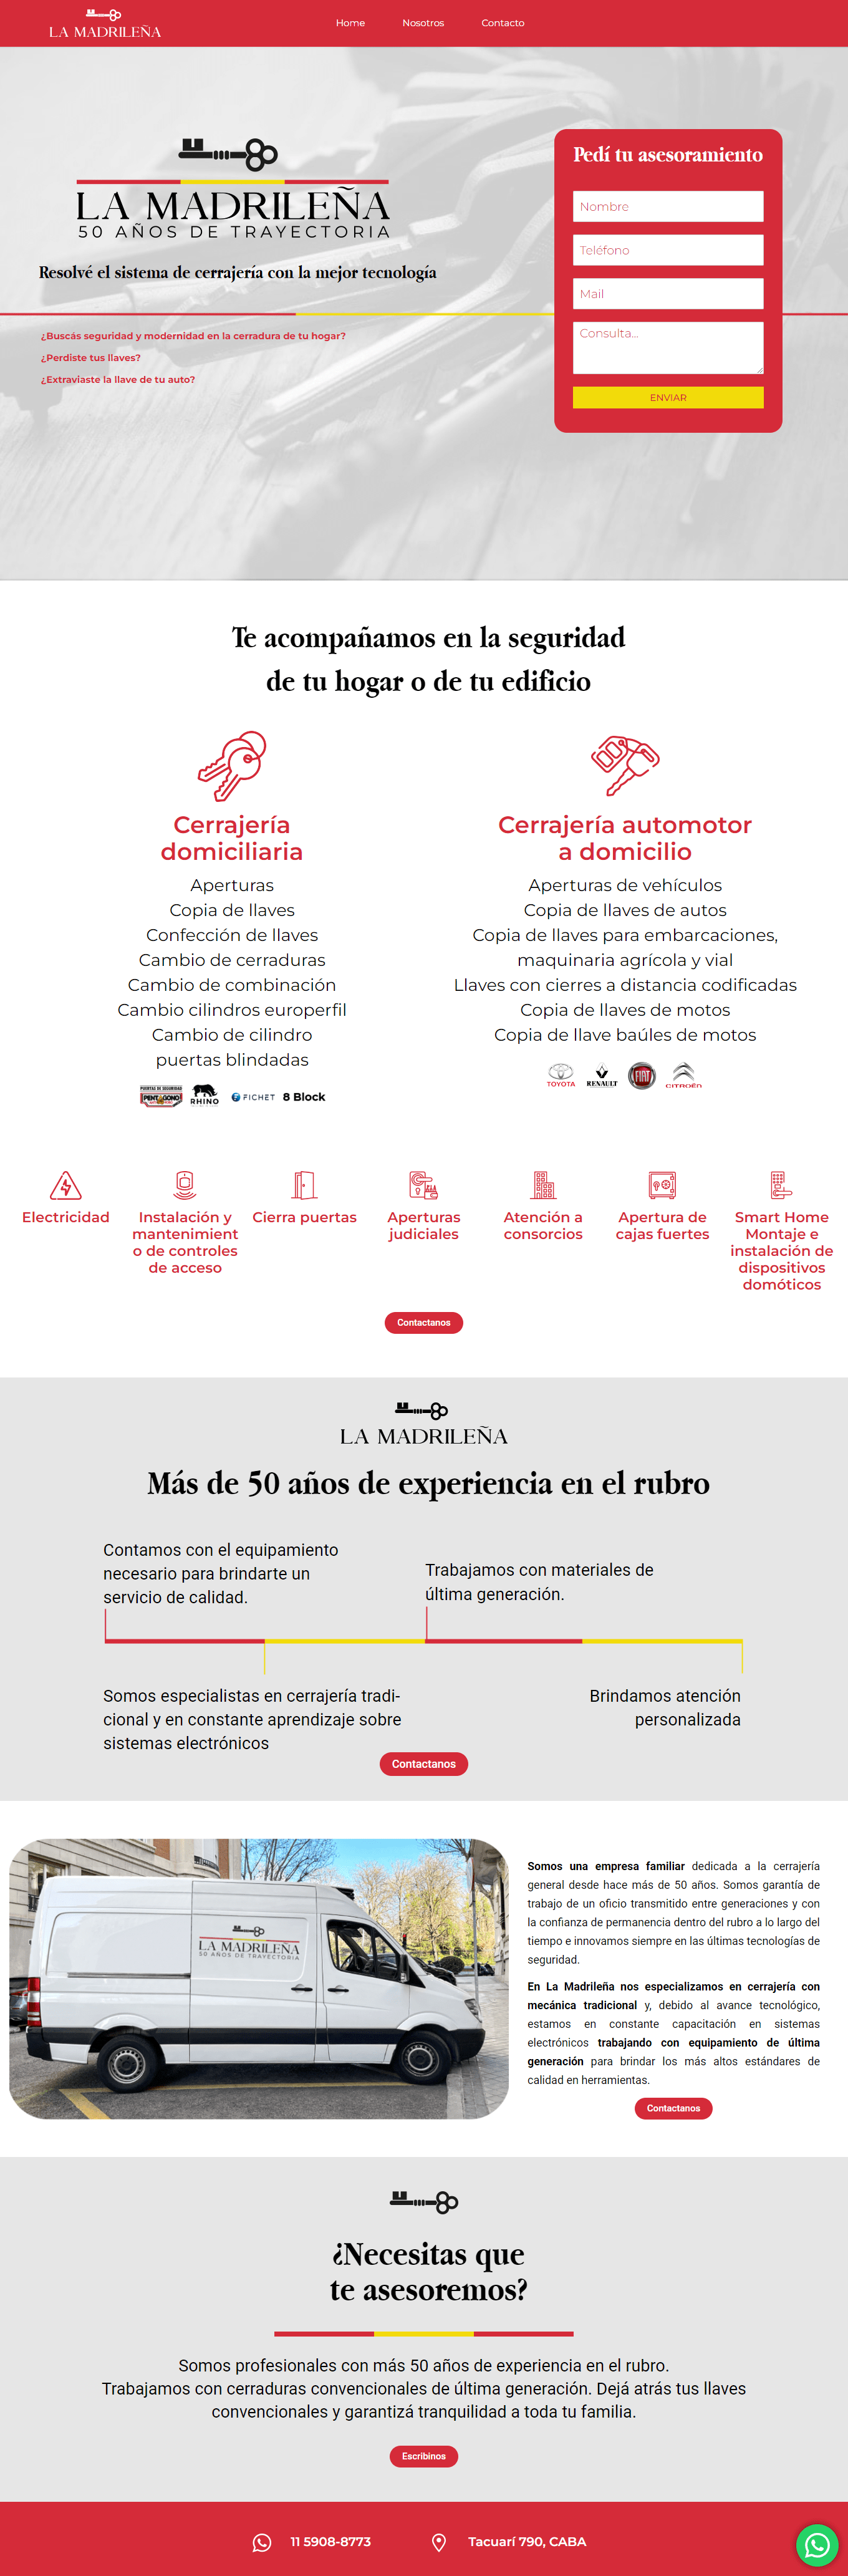 LA MADRILEÑA
Home
Nosotros
Contacto
LA MADRILEÑA
50 AÑOS DE TRAYECTORIA
Resolvé el sistema de cerrajería con la mejor tecnología
¿Buscás seguridad y modernidad en la cerradura de tu hogar?
¿Perdiste tus llaves?
¿Extraviaste la llave de tu auto?
Pedí tu asesoramiento
Nombre
Teléfono
Mail
Consulta...
ENVIAR
Te acompañamos en la seguridad
de tu hogar o de tu edificio
Cerrajería
domiciliaria
Aperturas
Copia de llaves
Confección de llaves
Cambio de cerraduras
Cambio de combinación
Cambio cilindros europerfil
Cambio de cilindro
puertas blindadas
PUERTAS DE SEGURIDAD
PENTAGONO
RHINO
FICHET
8 Block
Cerrajería automotor
a domicilio
Aperturas de vehículos
Copia de llaves de autos
Copia de llaves para embarcaciones,
maquinaria agrícola y vial
Llaves con cierres a distancia codificadas
Copia de llaves de motos
Copia de llave baúles de motos
TOYOTA
RENAULT
FIAT
CITROËN
Electricidad
Instalación y
mantenimient
o de controles
de acceso
Cierra puertas
Aperturas
judiciales
Atención a
consorcios
Apertura de
cajas fuertes
Smart Home
Montaje e
instalación de
dispositivos
domóticos
Contactanos
LA MADRILEÑA
Más de 50 años de experiencia en el rubro
Contamos con el equipamiento
necesario para brindarte un
servicio de calidad.
Trabajamos con materiales de
última generación.
Somos especialistas en cerrajería tradi-
cional y en constante aprendizaje sobre
sistemas electrónicos
Brindamos atención
personalizada
Contactanos
LA MADRILEÑA
50 AÑOS DE TRAYECTORIA
Somos una empresa familiar dedicada a la cerrajería
general desde hace más de 50 años. Somos garantía de
trabajo de un oficio transmitido entre generaciones y con
la confianza de permanencia dentro del rubro a lo largo del
tiempo e innovamos siempre en las últimas tecnologías de
seguridad.
En La Madrileña nos especializamos en cerrajería con
mecánica tradicional y, debido al avance tecnológico,
estamos en constante capacitación en sistemas
electrónicos trabajando con equipamiento de última
generación para brindar los más altos estándares de
calidad en herramientas.
Contactanos
¿Necesitas que
te asesoremos?
Somos profesionales con más 50 años de experiencia en el rubro.
Trabajamos con cerraduras convencionales de última generación. Dejá atrás tus llaves
convencionales y garantizá tranquilidad a toda tu familia.
Escribinos
11 5908-8773
Tacuarí 790, CABA